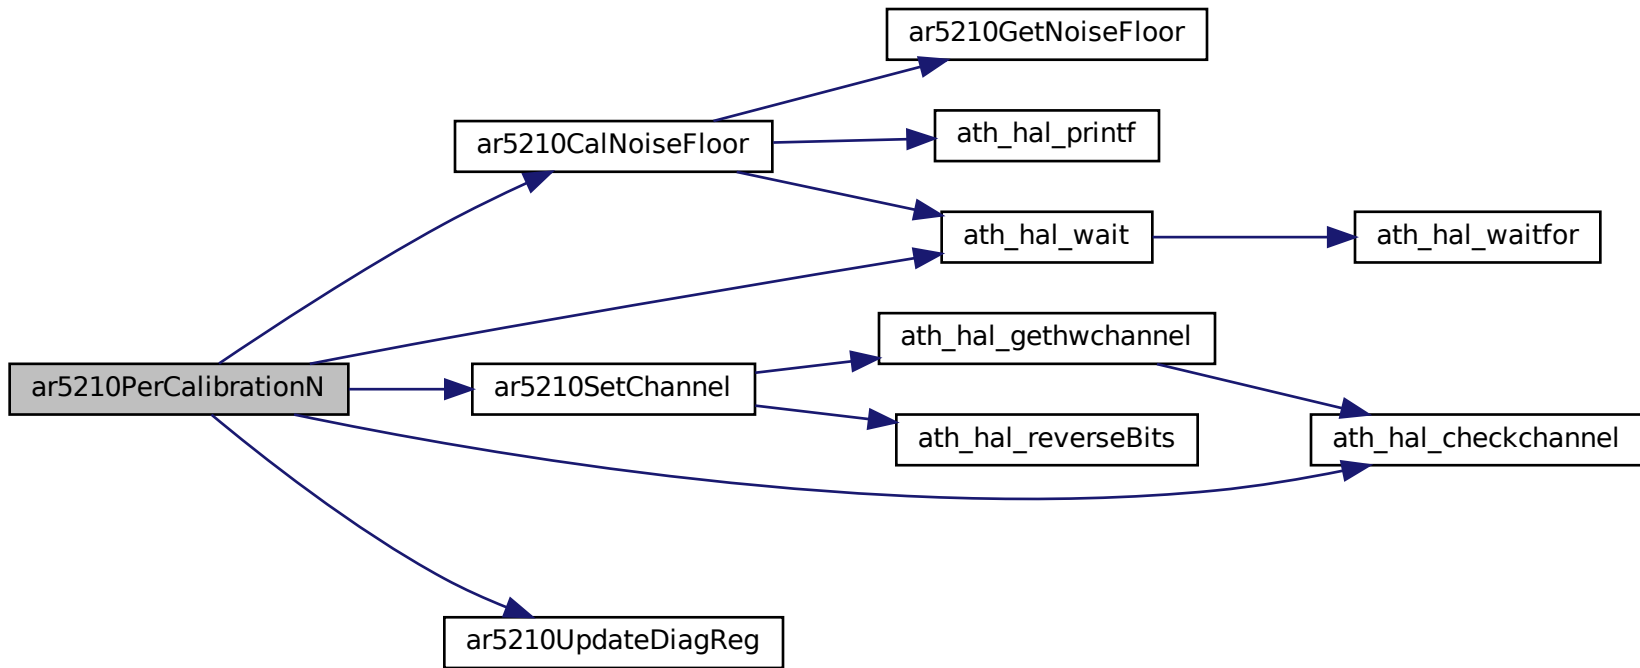 ar5210GetNoiseFloor
ar5210CalNoiseFloor
ath_hal_printf
ath_hal_wait
ath_hal_waitfor
ath_hal_gethwchannel
ar5210PerCalibrationN
ar5210SetChannel
ath_hal_reverseBits
ath_hal_checkchannel
ar5210UpdateDiagReg